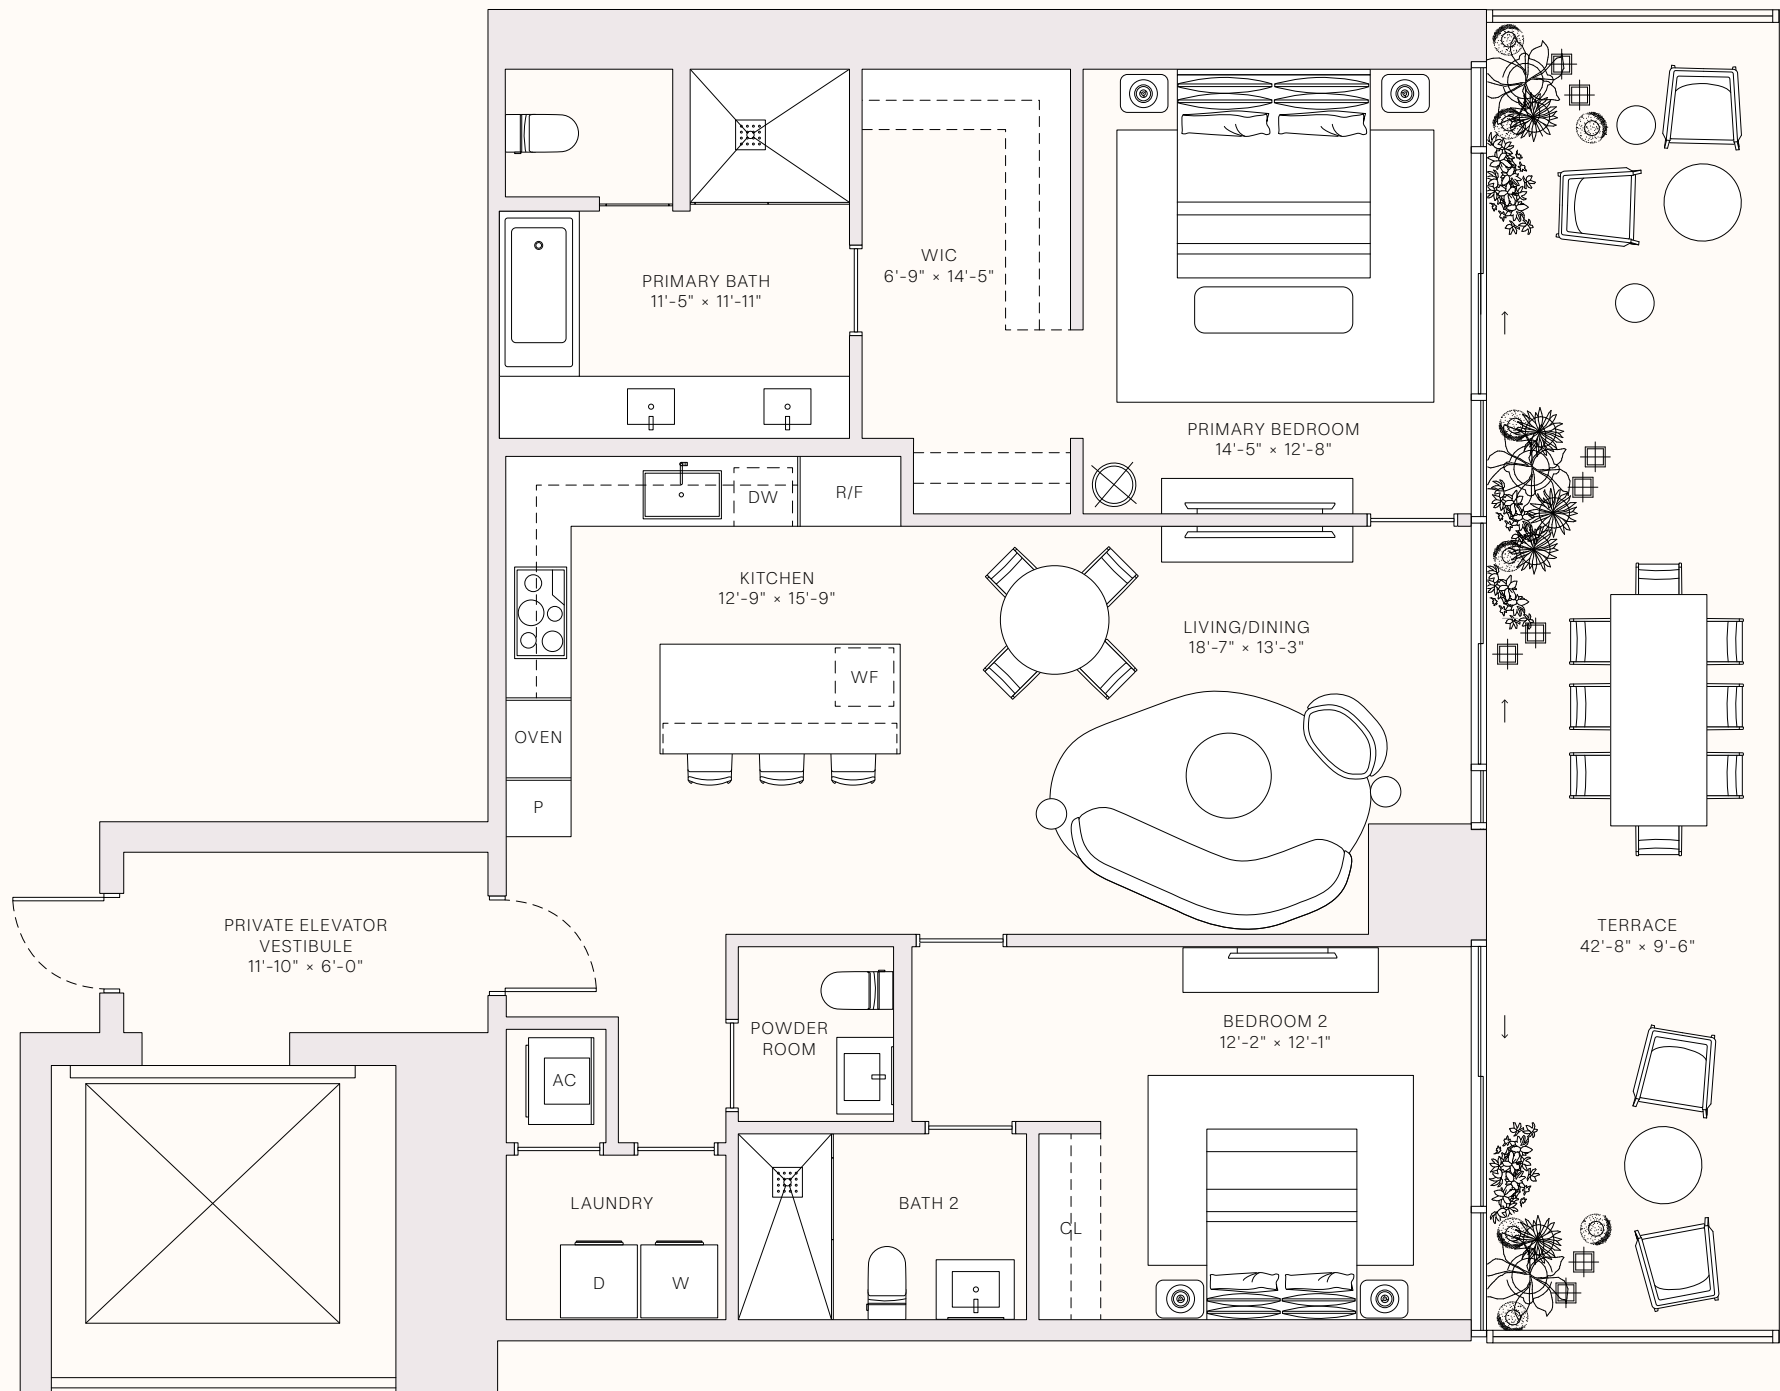 WIC
6'-9" × 14'-5"
PRIMARY BATH
11'-5" × 11'-11"
PRIMARY BEDROOM
14'-5" × 12'-8"
DW
R/F
KITCHEN
12'-9" × 15'-9"
LIVING/DINING
18'-7" × 13'-3"
WF
OVEN
P
PRIVATE ELEVATOR
VESTIBULE
11'-10" × 6'-0"
TERRACE
42'-8" × 9'-6"
POWDER
ROOM
BEDROOM 2
12'-2" × 12'-1"
AC
LAUNDRY
BATH 2
CL
D
W